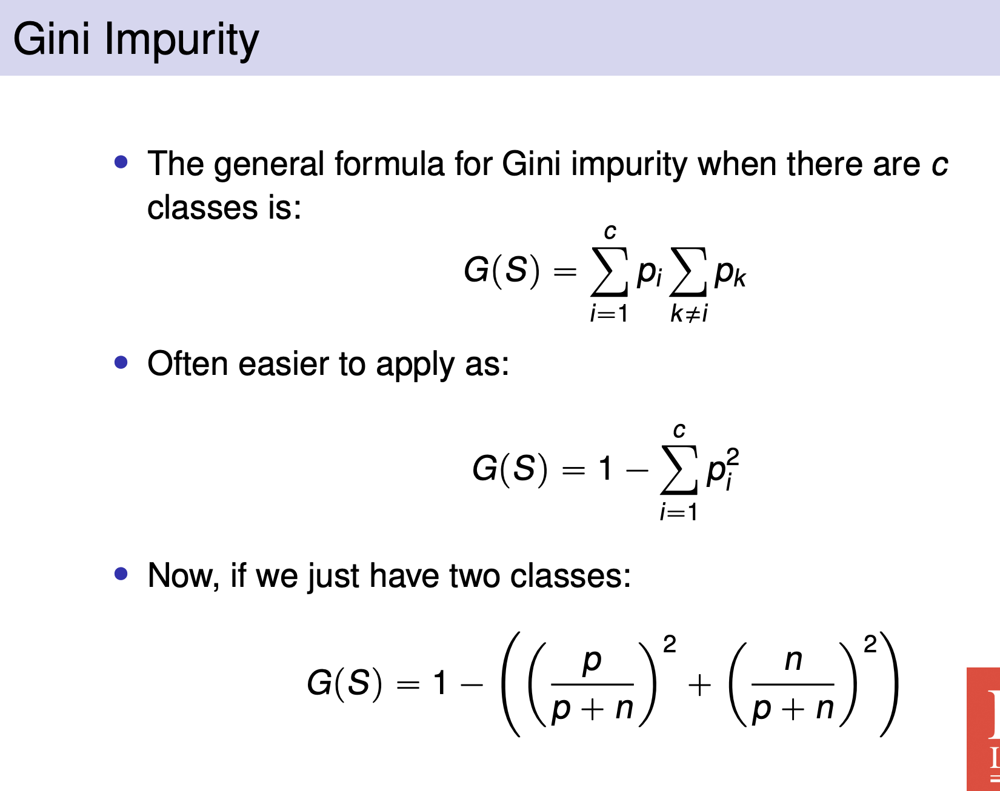 Gini Impurity
• The general formula for Gini impurity when there are c
classes is:
G(S) = \sum_{i=1}^{c} p_i \sum_{k \neq i} p_k
• Often easier to apply as:
G(S) = 1 − \sum_{i=1}^{c} p_i^2
• Now, if we just have two classes:
G(S) = 1 − \left( \left( \frac{p}{p + n} \right)^2 + \left( \frac{n}{p + n} \right)^2 \right)